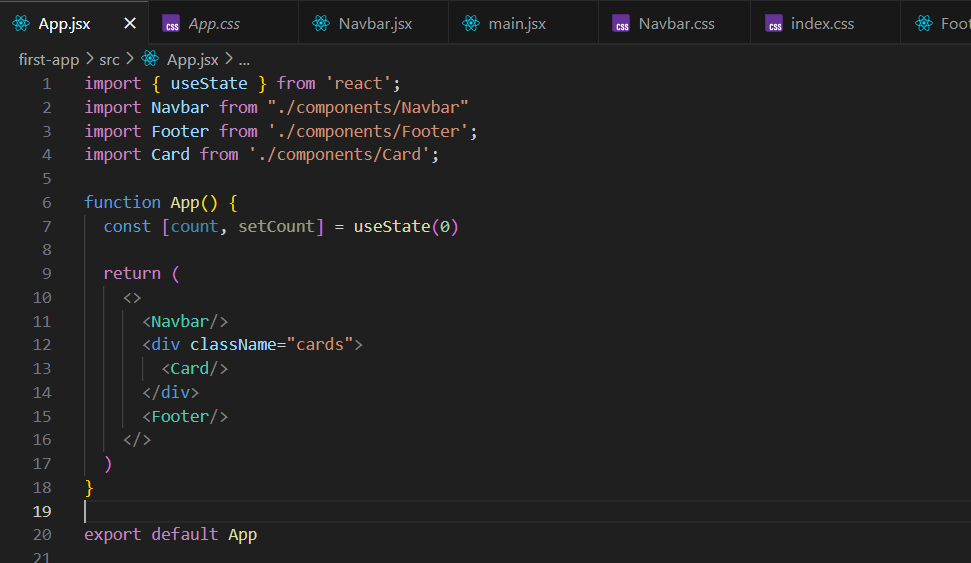 App.jsx App.css Navbar.jsx main.jsx Navbar.css index.css Foot
first-app > src > App.jsx > ...
1 import { useState } from 'react';
2 import Navbar from "./components/Navbar"
3 import Footer from './components/Footer';
4 import Card from './components/Card';
5
6 function App() {
7   const [count, setCount] = useState(0)
8
9   return (
10     <>
11       <Navbar/>
12       <div className="cards">
13         <Card/>
14       </div>
15       <Footer/>
16     </>
17   )
18 }
19
20 export default App
21